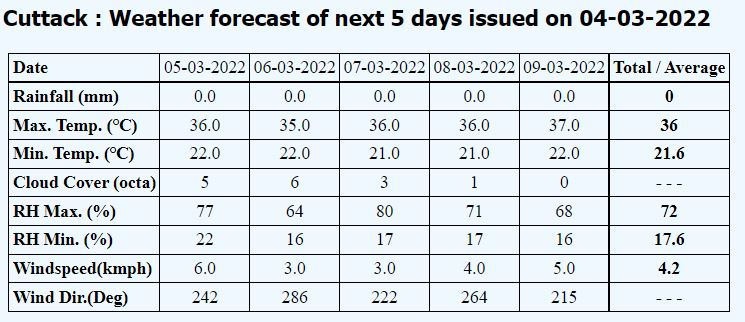 Cuttack : Weather forecast of next 5 days issued on 04-03-2022
Date 05-03-2022 06-03-2022 07-03-2022 08-03-2022 09-03-2022 Total / Average
Rainfall (mm) 0.0 0.0 0.0 0.0 0.0 0
Max. Temp. (°C) 36.0 35.0 36.0 36.0 37.0 36
Min. Temp. (°C) 22.0 22.0 21.0 21.0 22.0 21.6
Cloud Cover (octa) 5 6 3 1 0 - - -
RH Max. (%) 77 64 80 71 68 72
RH Min. (%) 22 16 17 17 16 17.6
Windspeed(kmph) 6.0 3.0 3.0 4.0 5.0 4.2
Wind Dir.(Deg) 242 286 222 264 215 - - -